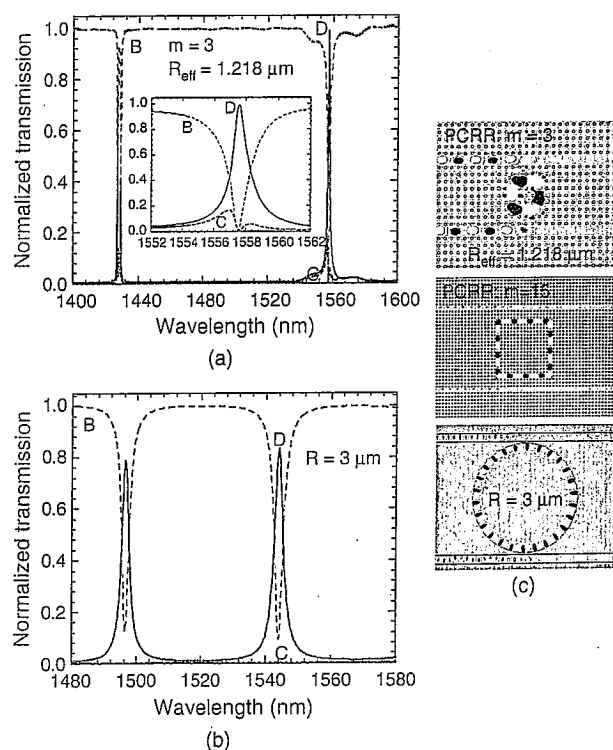 1.0
0.8
0.6
0.4
0.2
0.0
Normalized transmission
B
D
C
m = 3
Reff = 1.218 µm
1.0
0.8
0.6
0.4
0.2
0.0
B
D
C
1552 1554 1556 1558 1560 1562
1400 1440 1480 1520 1560 1600
Wavelength (nm)
(a)
1.0
0.8
0.6
0.4
0.2
0.0
Normalized transmission
B
D
C
R = 3 µm
1480 1500 1520 1540 1560 1580
Wavelength (nm)
(b)
PCRR: m = 3
Reff = 1.218 µm
PCRR: m=15
R = 3 µm
(c)